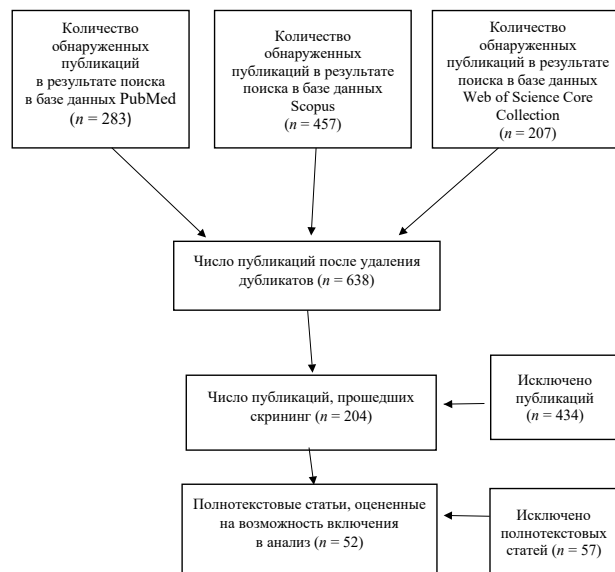 Количество
обнаруженных
публикаций
в результате поиска
в базе данных PubMed
(n = 283)
Количество
обнаруженных
публикаций в результате
поиска в базе данных
Scopus
(n = 457)
Количество
обнаруженных
публикаций в результате
поиска в базе данных
Web of Science Core
Collection
(n = 207)
Число публикаций после удаления
дубликатов (n = 638)
Число публикаций, прошедших
скрининг (n = 204)
Исключено
публикаций
(n = 434)
Полнотекстовые статьи, оцененные
на возможность включения
в анализ (n = 52)
Исключено
полнотекстовых
статей (n = 57)